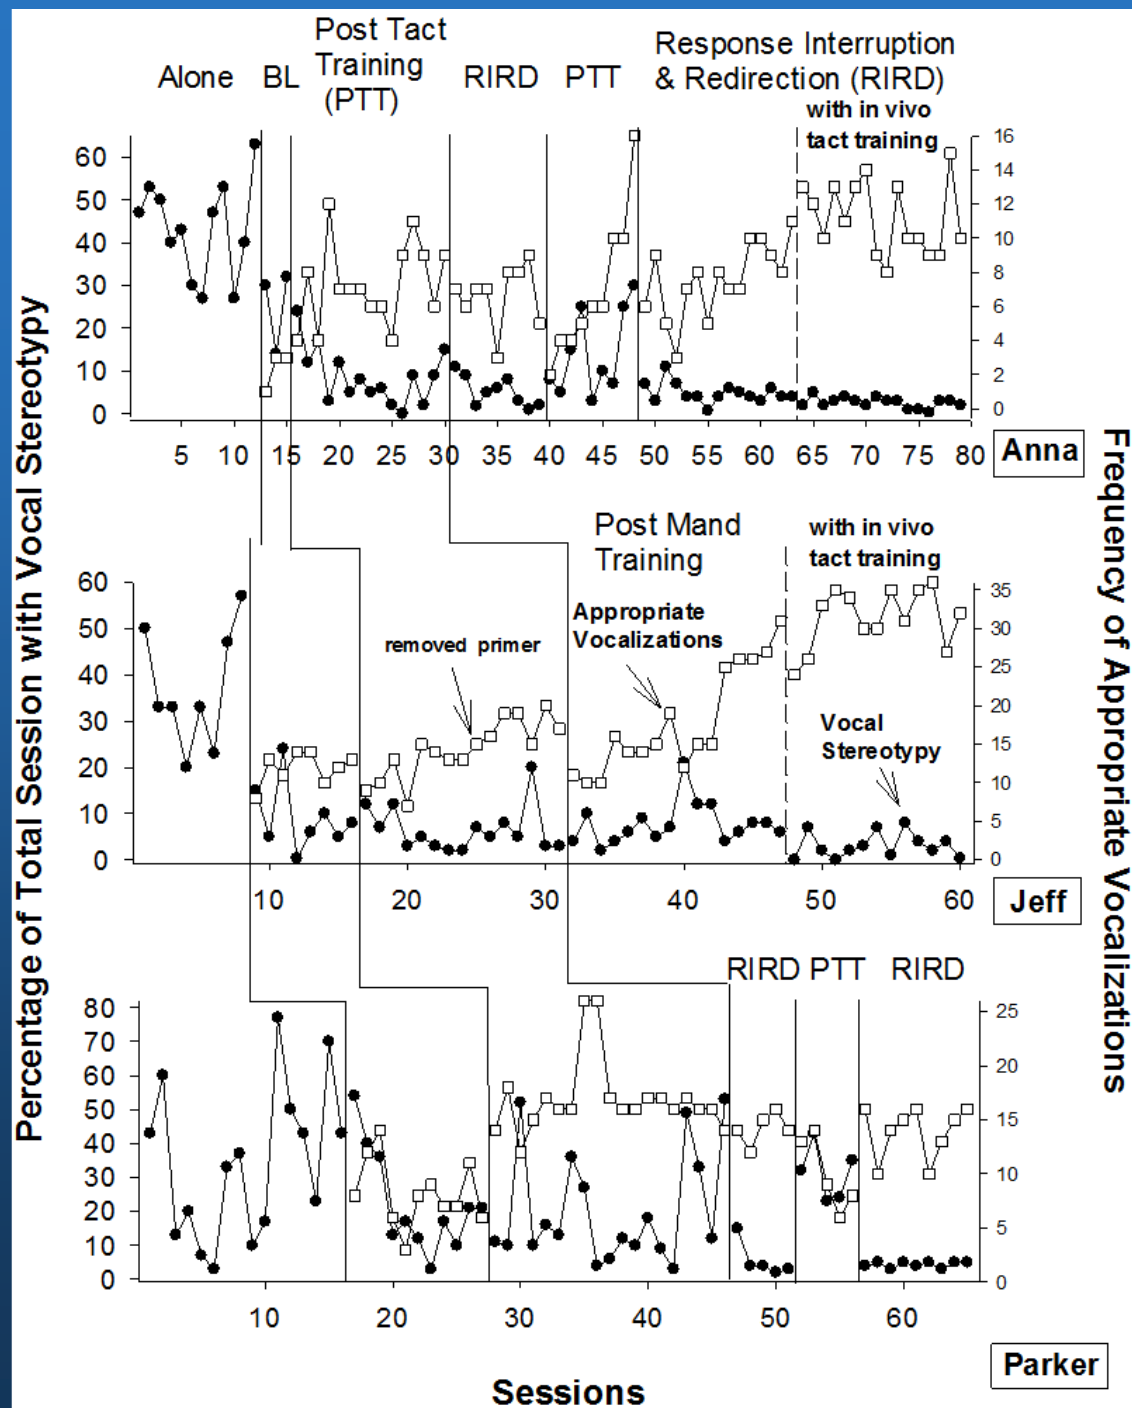 Post Tact
Training
(PTT)
Alone BL RIRD PTT
Response Interruption
& Redirection (RIRD)
with in vivo
tact training
60
50
40
30
20
10
0
16
14
12
10
8
6
4
2
0
5 10 15 20 25 30 35 40 45 50 55 60 65 70 75 80
Anna
Post Mand
Training
with in vivo
tact training
Appropriate
Vocalizations
removed primer
Vocal
Stereotypy
60
50
40
30
20
10
0
35
30
25
20
15
10
5
0
10 20 30 40 50 60
Jeff
RIRD PTT RIRD
80
70
60
50
40
30
20
10
0
25
20
15
10
5
0
10 20 30 40 50 60
Parker
Sessions
Percentage of Total Session with Vocal Stereotypy
Frequency of Appropriate Vocalizations